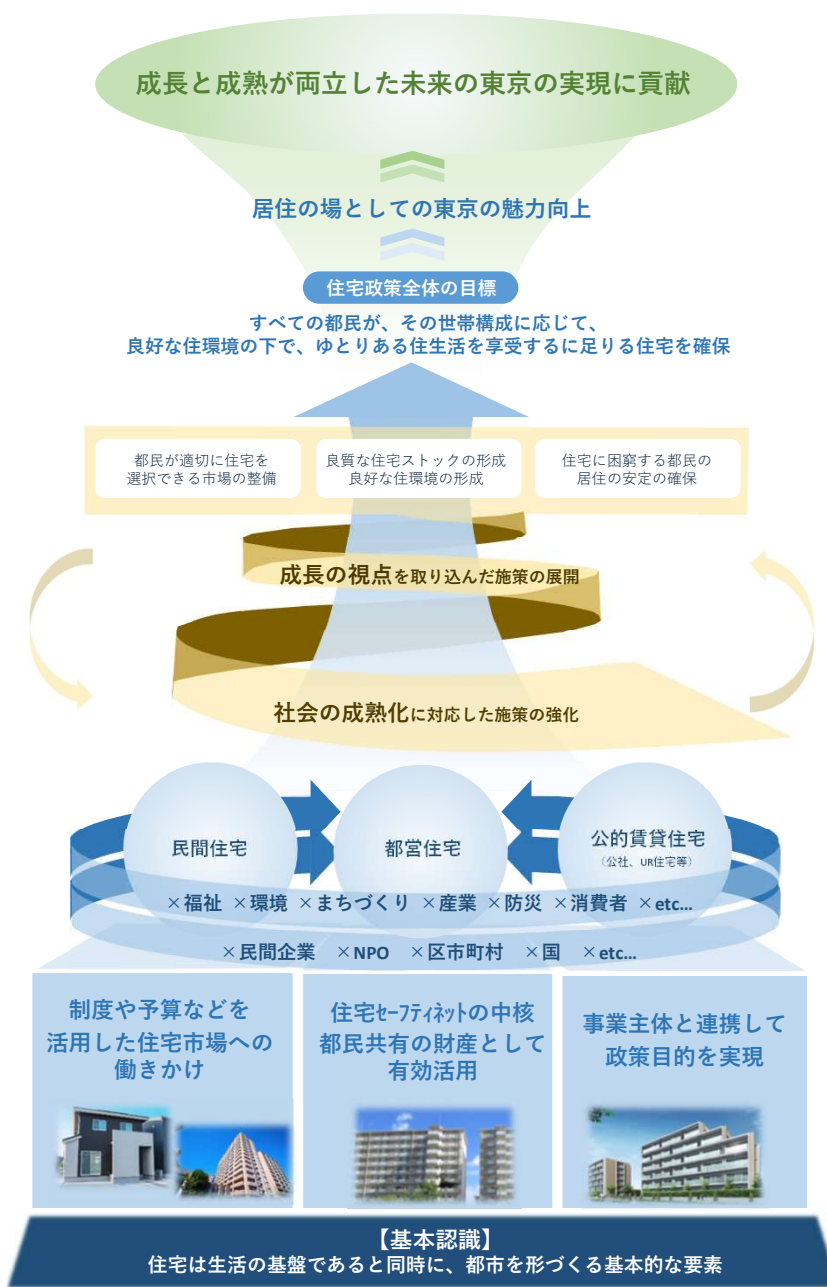 成長と成熟が両立した未来の東京の実現に貢献
居住の場としての東京の魅力向上
住宅政策全体の目標
すべての都民が、その世帯構成に応じて、
良好な住環境の下で、ゆとりある住生活を享受するに足りる住宅を確保
都民が適切に住宅を
選択できる市場の整備
良質な住宅ストックの形成
良好な住環境の形成
住宅に困窮する都民の
居住の安定の確保
成長の視点を取り込んだ施策の展開
社会の成熟化に対応した施策の強化
民間住宅
都営住宅
公的賃貸住宅
（公社、UR住宅等）
×福祉 ×環境 ×まちづくり ×産業 ×防災 ×消費者 ×etc...
×民間企業 ×NPO ×区市町村 ×国 ×etc...
制度や予算などを
活用した住宅市場への
働きかけ
住宅ｾｰﾌﾃｨﾈｯﾄの中核
都民共有の財産として
有効活用
事業主体と連携して
政策目的を実現
【基本認識】
住宅は生活の基盤であると同時に、都市を形づくる基本的な要素